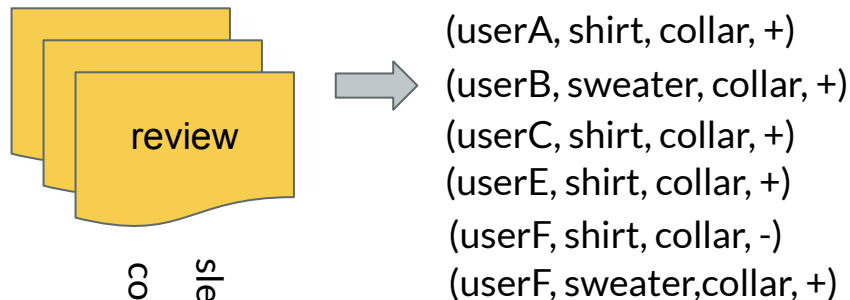 review
(userA, shirt, collar, +)
(userB, sweater, collar, +)
(userC, shirt, collar, +)
(userE, shirt, collar, +)
(userF, shirt, collar, -)
(userF, sweater,collar, +)